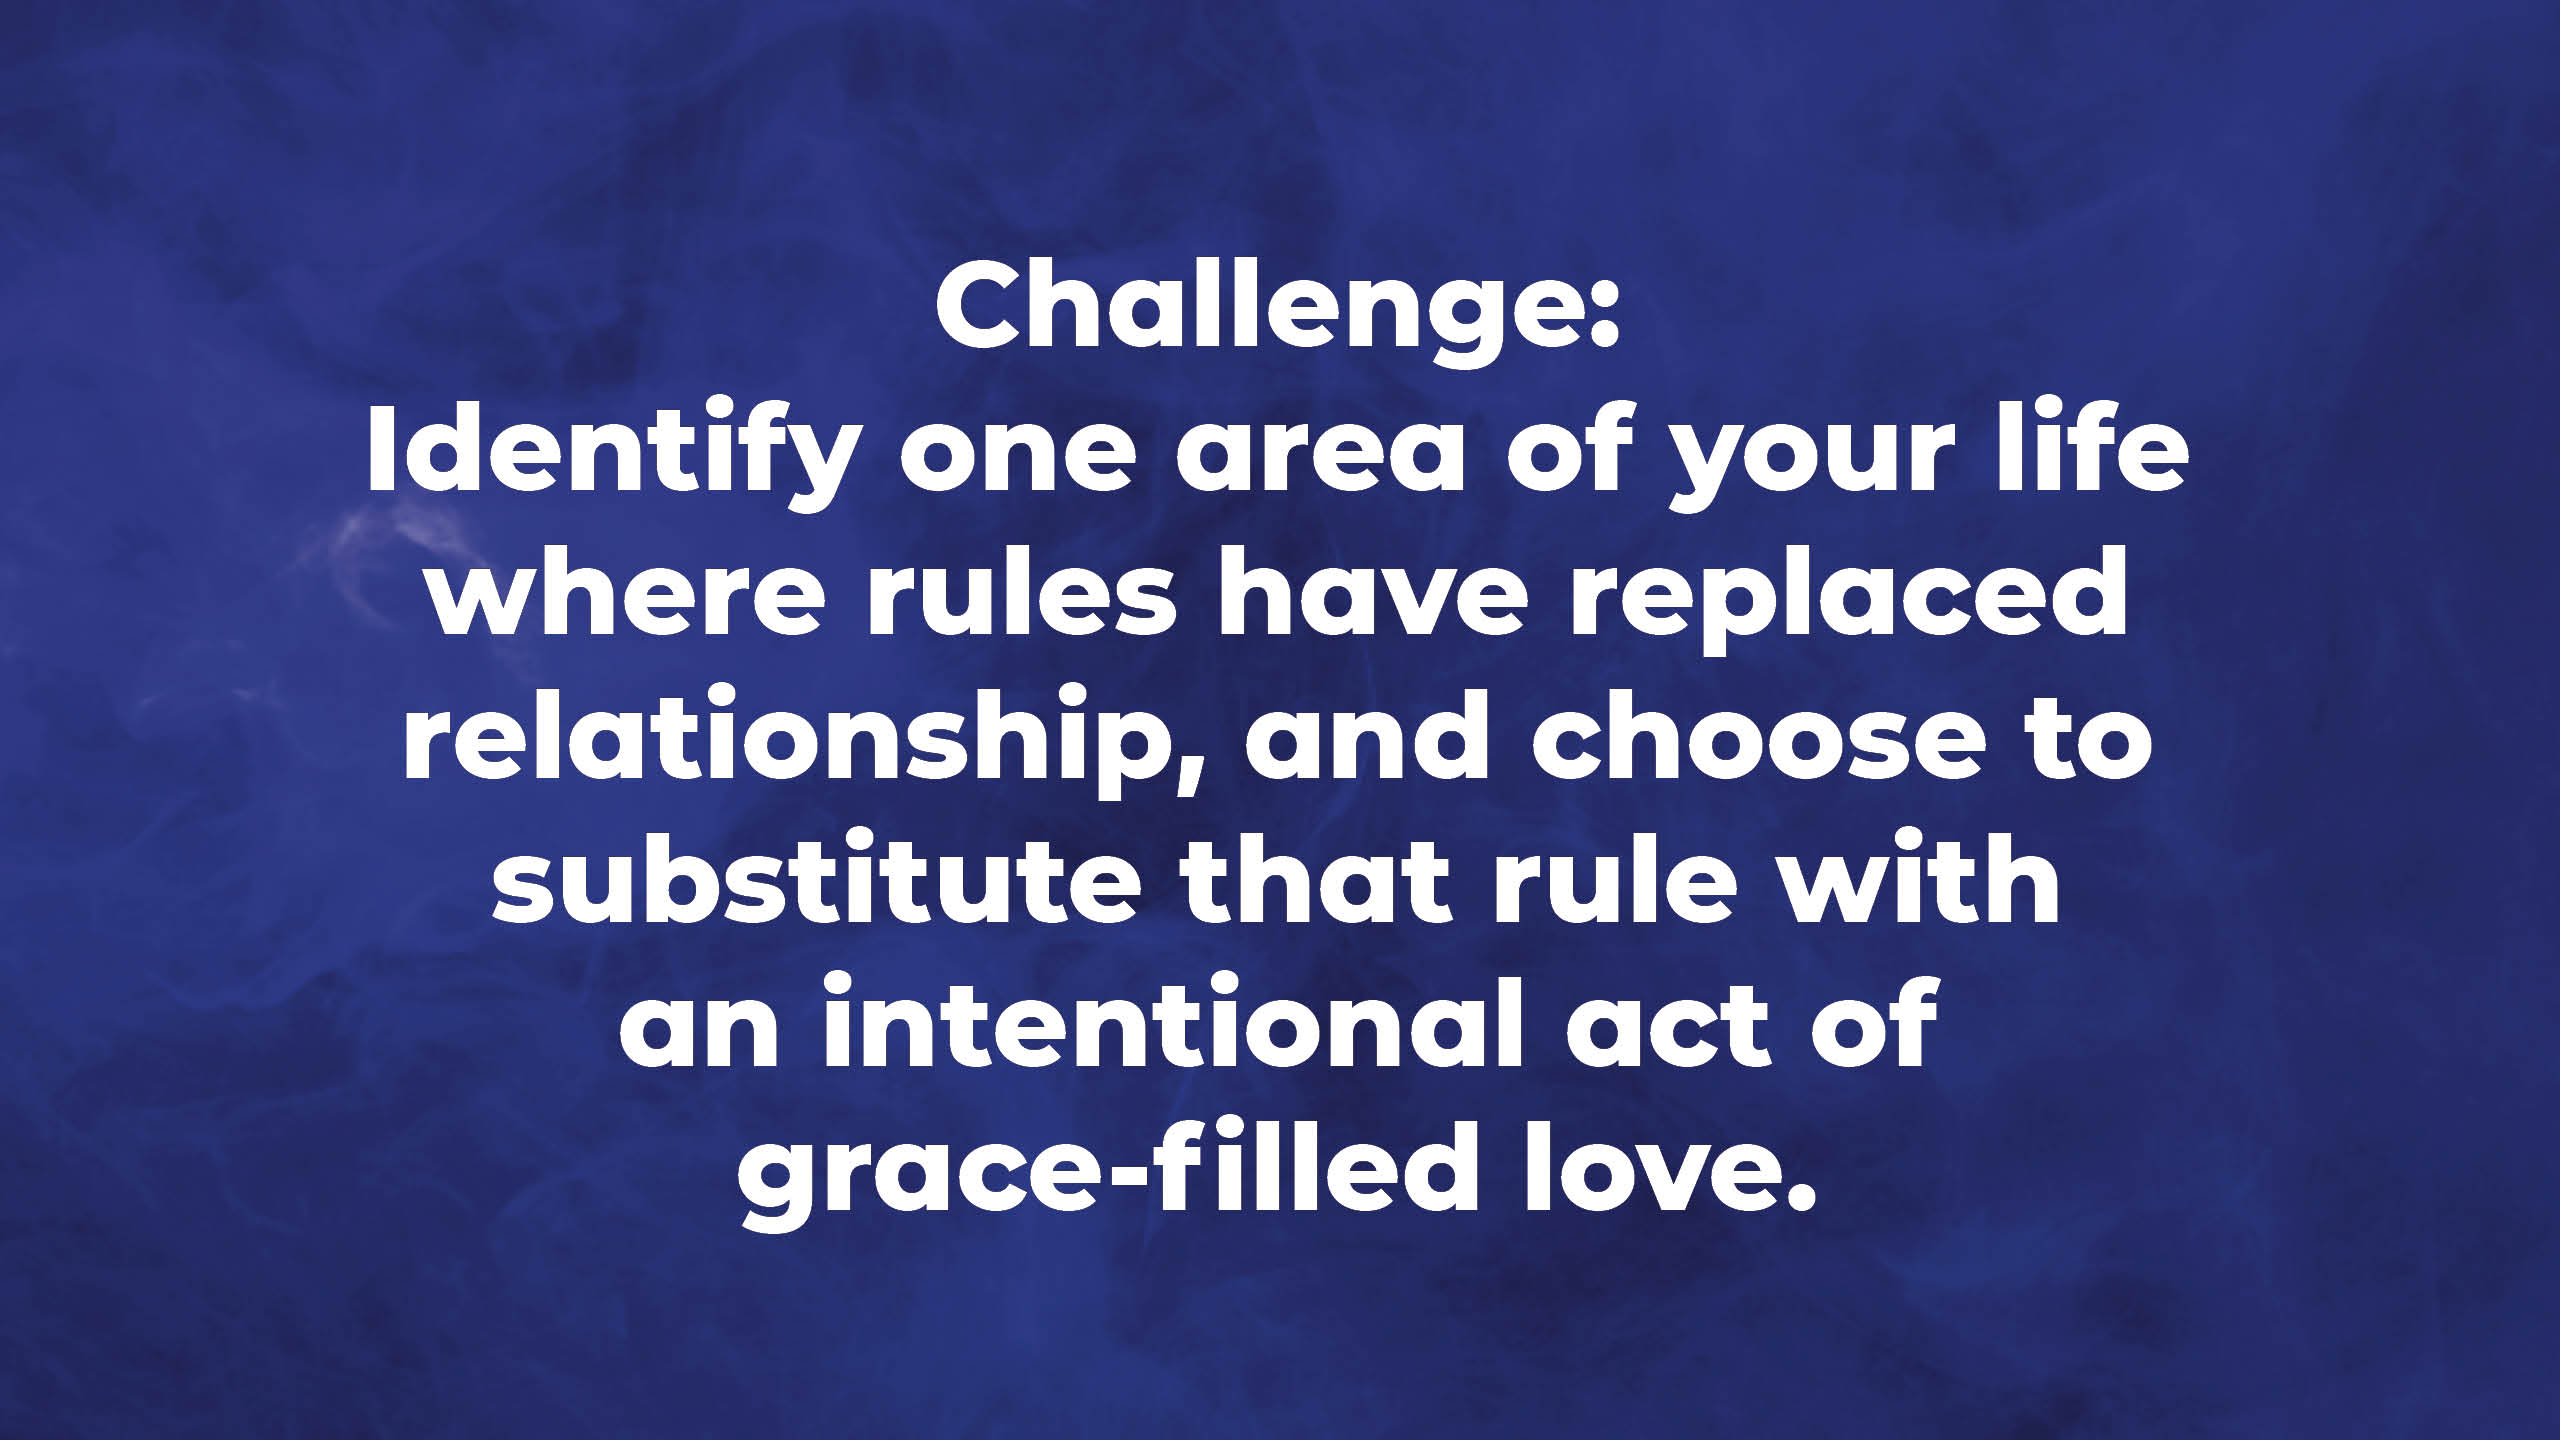 Challenge:
Identify one area of your life
where rules have replaced
relationship, and choose to
substitute that rule with
an intentional act of
grace-filled love.